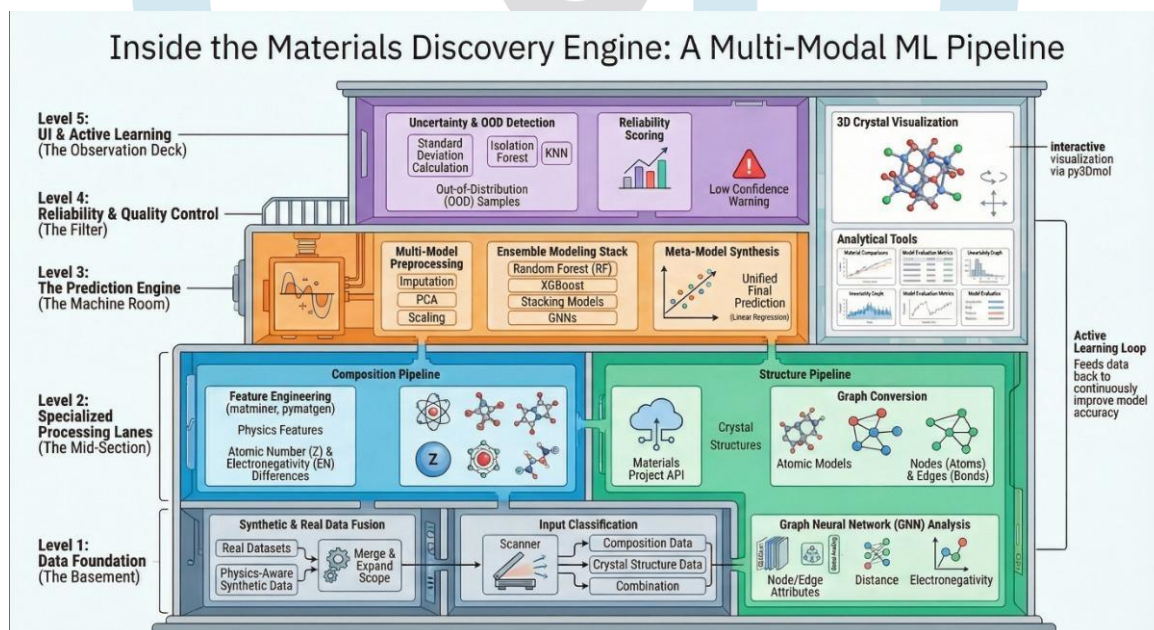 Inside the Materials Discovery Engine: A Multi-Modal ML Pipeline
Level 5:
UI & Active Learning
(The Observation Deck)
Level 4:
Reliability & Quality Control
(The Filter)
Level 3:
The Prediction Engine
(The Machine Room)
Level 2:
Specialized
Processing Lanes
(The Mid-Section)
Level 1:
Data Foundation
(The Basement)
Uncertainty & OOD Detection
Standard
Deviation
Calculation
Isolation
Forest
KNN
Out-of-Distribution
(OOD) Samples
Reliability
Scoring
Low Confidence
Warning
3D Crystal Visualization
interactive
visualization
via py3Dmol
Analytical Tools
Material Comparisons
Model Evaluation Metrics
Uncertainty Graph
Model Evaluation Metrics
Multi-Model
Preprocessing
Imputation
PCA
Scaling
Ensemble Modeling Stack
Random Forest (RF)
XGBoost
Stacking Models
GNNs
Meta-Model Synthesis
Unified
Final
Prediction
(Linear Regression)
Active
Learning Loop
Feeds data
back to
continuously
improve model
accuracy
Composition Pipeline
Feature Engineering
(matminer, pymatgen)
Physics Features
Atomic Number (Z) &
Electronegativity (EN)
Differences
Z
Structure Pipeline
Materials
Project API
Crystal
Structures
Graph Conversion
Atomic Models
Nodes (Atoms)
& Edges (Bonds)
Synthetic & Real Data Fusion
Real Datasets
Physics-Aware
Synthetic Data
Merge &
Expand
Scope
Input Classification
Scanner
Composition Data
Crystal Structure Data
Combination
Graph Neural Network (GNN) Analysis
Node/Edge
Attributes
Distance
Electronegativity